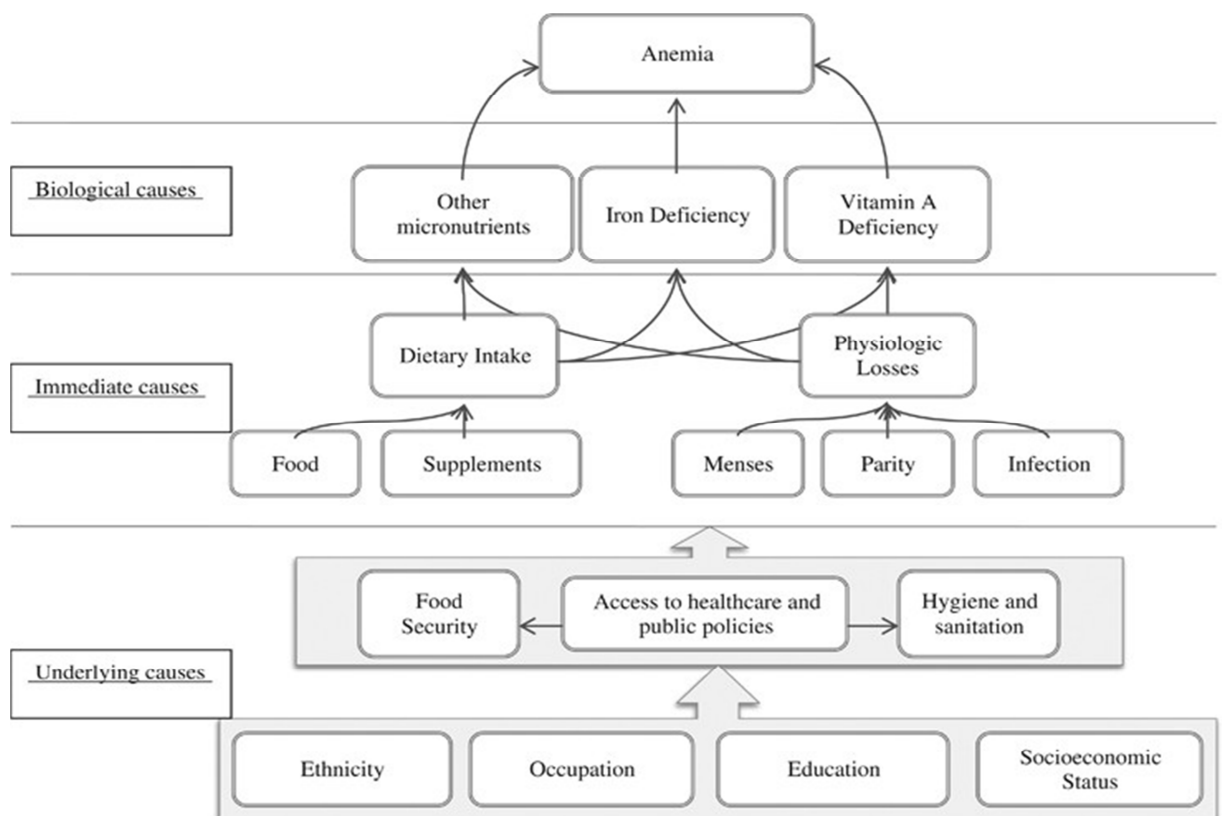 Anemia
Biological causes
Other
micronutrients
Iron Deficiency
Vitamin A
Deficiency
Immediate causes
Dietary Intake
Physiologic
Losses
Food
Supplements
Menses
Parity
Infection
Underlying causes
Food
Security
Access to healthcare and
public policies
Hygiene and
sanitation
Ethnicity
Occupation
Education
Socioeconomic
Status